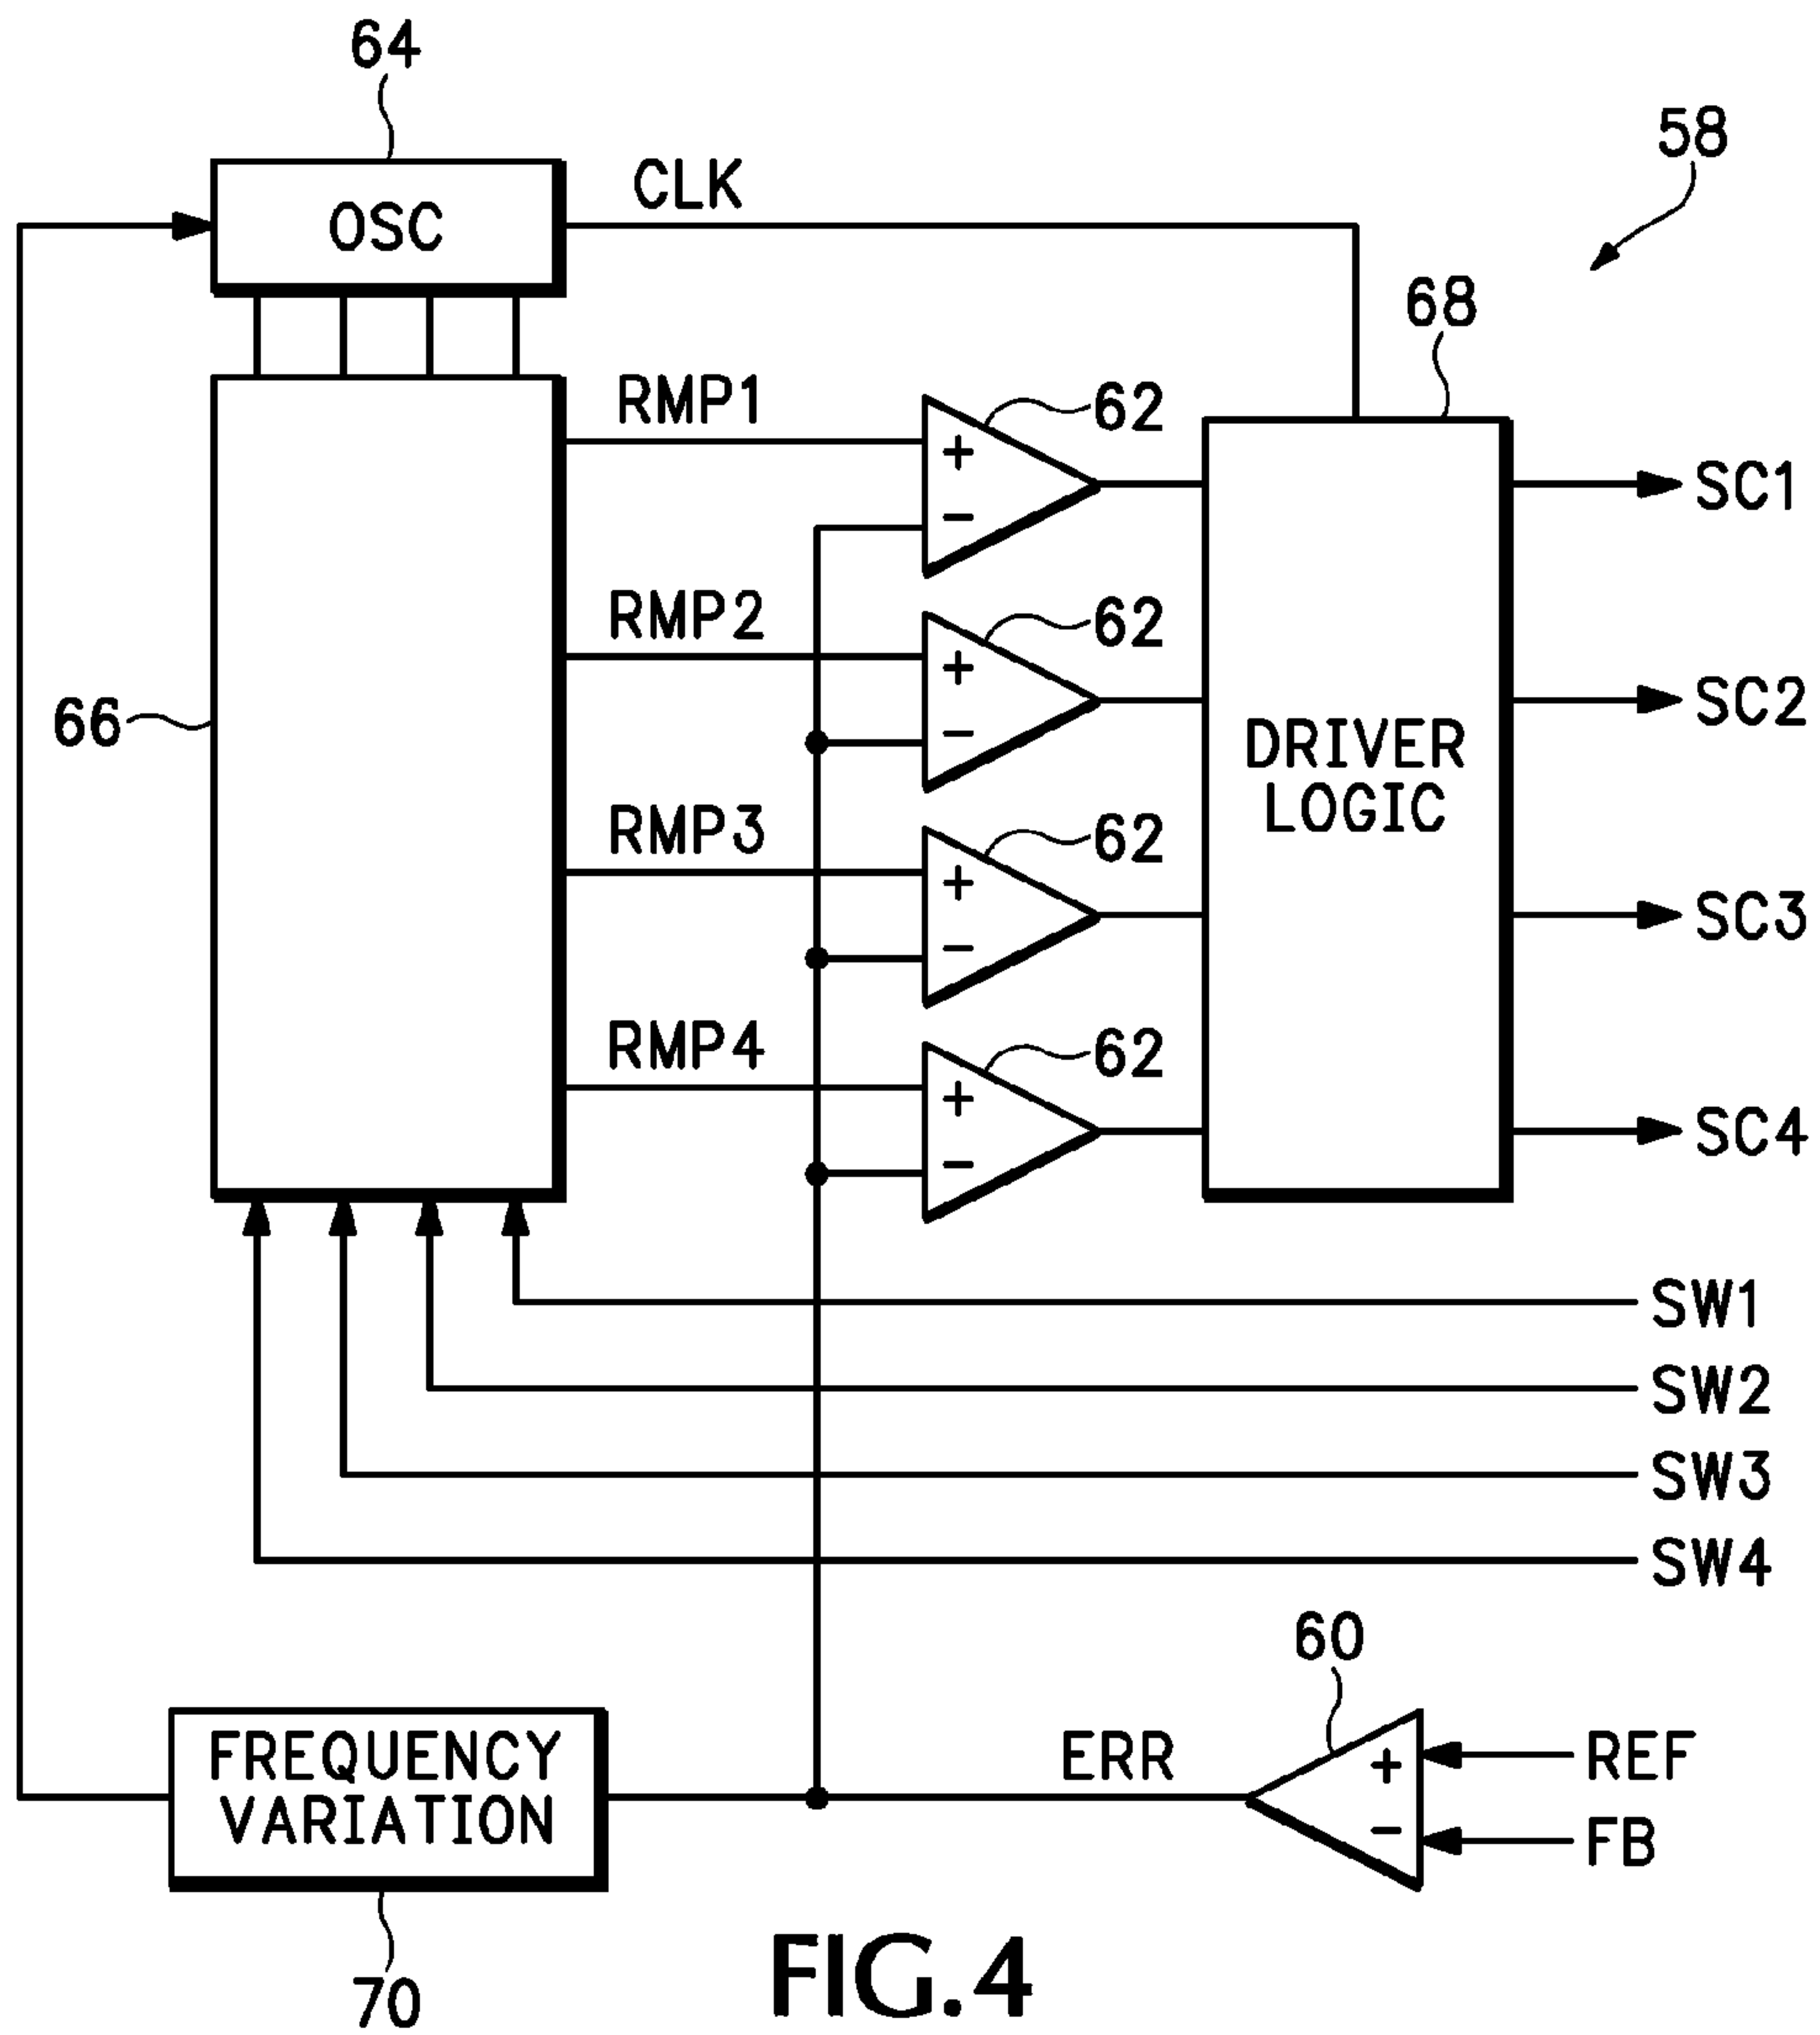 64
58
OSC
CLK
68
RMP1
62
+
−
SC1
RMP2
62
+
−
SC2
66
DRIVER
LOGIC
RMP3
62
+
−
SC3
RMP4
62
+
−
SC4
SW1
SW2
SW3
SW4
60
FREQUENCY
VARIATION
ERR
+
REF
−
FB
70
FIG.4